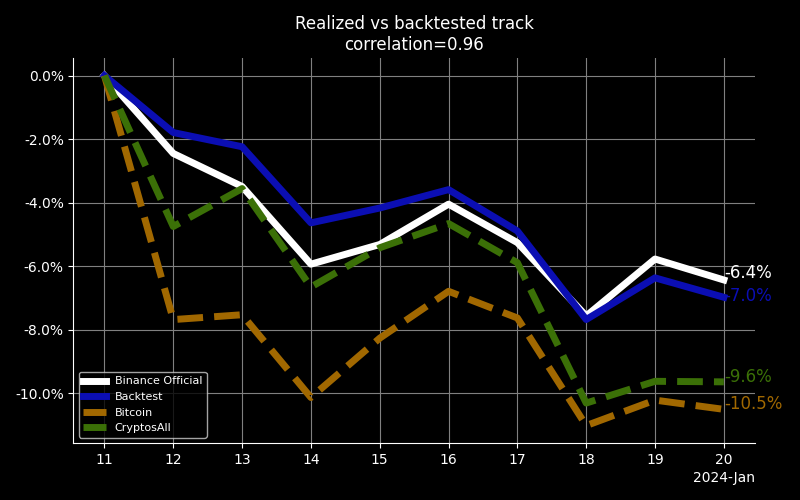 Realized vs backtested track
correlation=0.96
0.0%
-2.0%
-4.0%
-6.0%
-8.0%
-10.0%
-6.4%
-7.0%
-9.6%
-10.5%
Binance Official
Backtest
Bitcoin
CryptosAll
11 12 13 14 15 16 17 18 19 20
2024-Jan